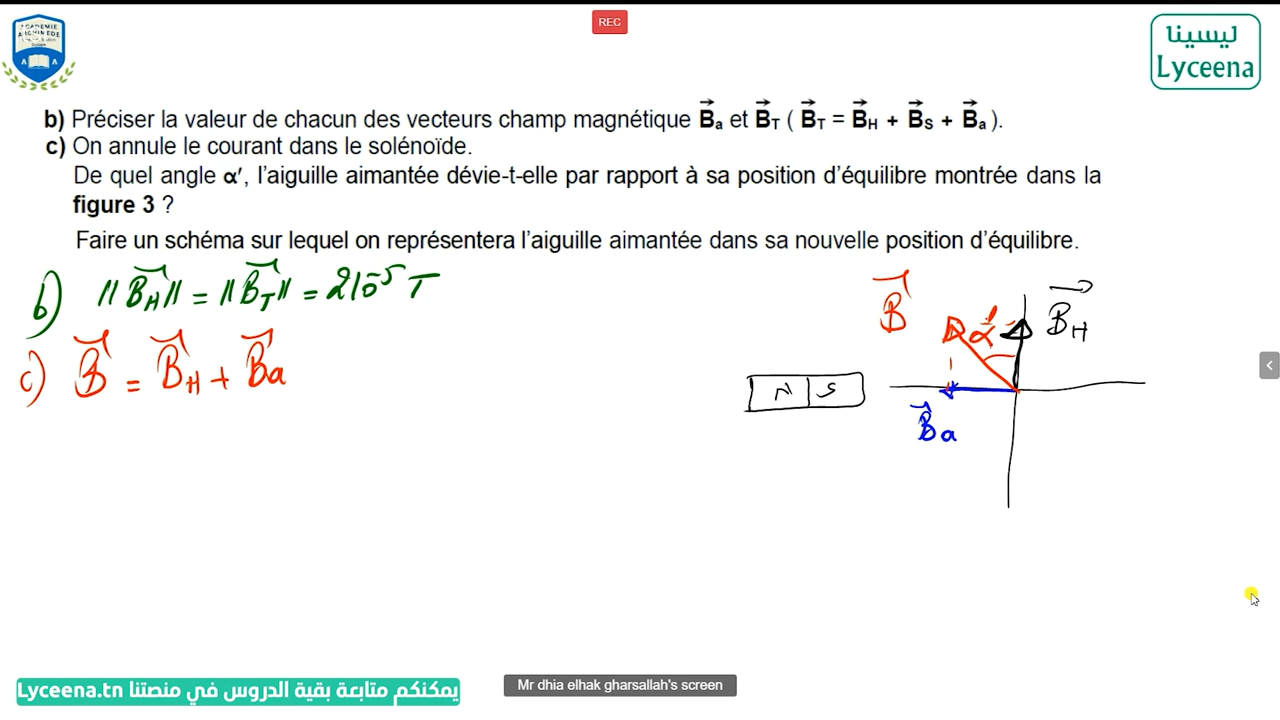 REC
ACADEMIE
ARCHIMEDE
A A
ليسينا
Lyceena
b) Préciser la valeur de chacun des vecteurs champ magnétique B⃗a et B⃗T ( B⃗T = B⃗H + B⃗S + B⃗a ).
c) On annule le courant dans le solénoïde.
De quel angle α', l'aiguille aimantée dévie-t-elle par rapport à sa position d'équilibre montrée dans la
figure 3 ?
Faire un schéma sur lequel on représentera l'aiguille aimantée dans sa nouvelle position d'équilibre.
b) ||B⃗H|| = ||B⃗T|| = 2 10⁻⁵ T
c) B⃗ = B⃗H + B⃗a
B⃗
α'
B⃗H
N S
B⃗a
يمكنكم متابعة بقية الدروس في منصتنا Lyceena.tn
Mr dhia elhak gharsallah's screen